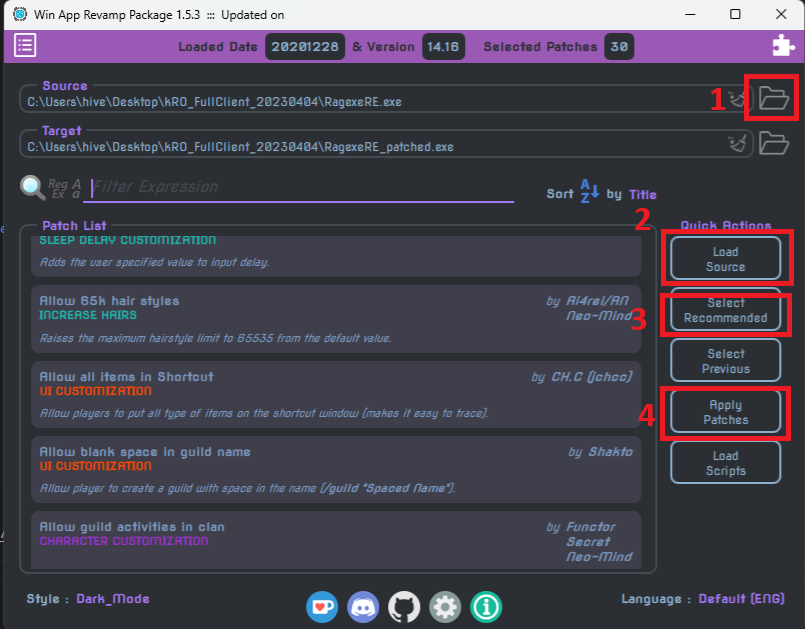 Win App Revamp Package 1.5.3 ::: Updated on
Loaded Date 20201228 & Version 14.16 Selected Patches 30
Source
C:\Users\hive\Desktop\kRO_FullClient_20230404\RagexeRE.exe
1
Target
C:\Users\hive\Desktop\kRO_FullClient_20230404\RagexeRE_patched.exe
Reg Ex
A a
Filter Expression
Sort A Z by Title
Patch List
SLEEP DELAY CUSTOMIZATION
Adds the user specified value to input delay.
Allow 65k hair styles
by Ai4rei/AN
INCREASE HAIRS
Neo-Mind
Raises the maximum hairstyle limit to 65535 from the default value.
Allow all items in Shortcut
by CH.C (jchcc)
UI CUSTOMIZATION
Allow players to put all type of items on the shortcut window (makes it easy to trace).
Allow blank space in guild name
by Shakto
UI CUSTOMIZATION
Allow player to create a guild with space in the name (/guild "Spaced Name").
Allow guild activities in clan
by Functor
CHARACTER CUSTOMIZATION
Secret
Neo-Mind
2
Quick Actions
Load
Source
3
Select
Recommended
Select
Previous
4
Apply
Patches
Load
Scripts
Style : Dark_Mode
Language : Default (ENG)